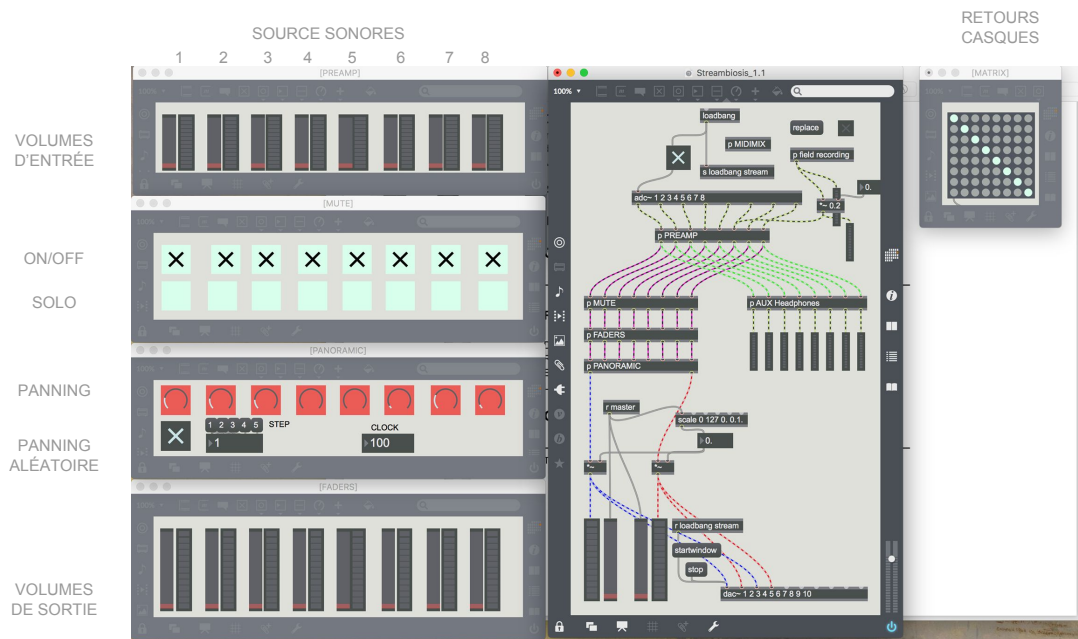 SOURCE SONORES
1 2 3 4 5 6 7 8
RETOURS
CASQUES
VOLUMES
D'ENTRÉE
ON/OFF
SOLO
PANNING
PANNING
ALÉATOIRE
VOLUMES
DE SORTIE
[PREAMP]
100%
[MUTE]
[PANORAMIC]
100%
1 2 3 4 5 STEP
1
CLOCK
100
[FADERS]
100%
Streambiosis_1.1
100%
loadbang
replace
p MIDIMIX
p field recording
s loadbang stream
0.
adc~ 1 2 3 4 5 6 7 8
*~ 0.2
p PREAMP
p MUTE
p AUX Headphones
p FADERS
p PANORAMIC
r master
scale 0 127 0. 0.1.
0.
*~ *~
r loadbang stream
startwindow
stop
dac~ 1 2 3 4 5 6 7 8 9 10
[MATRIX]